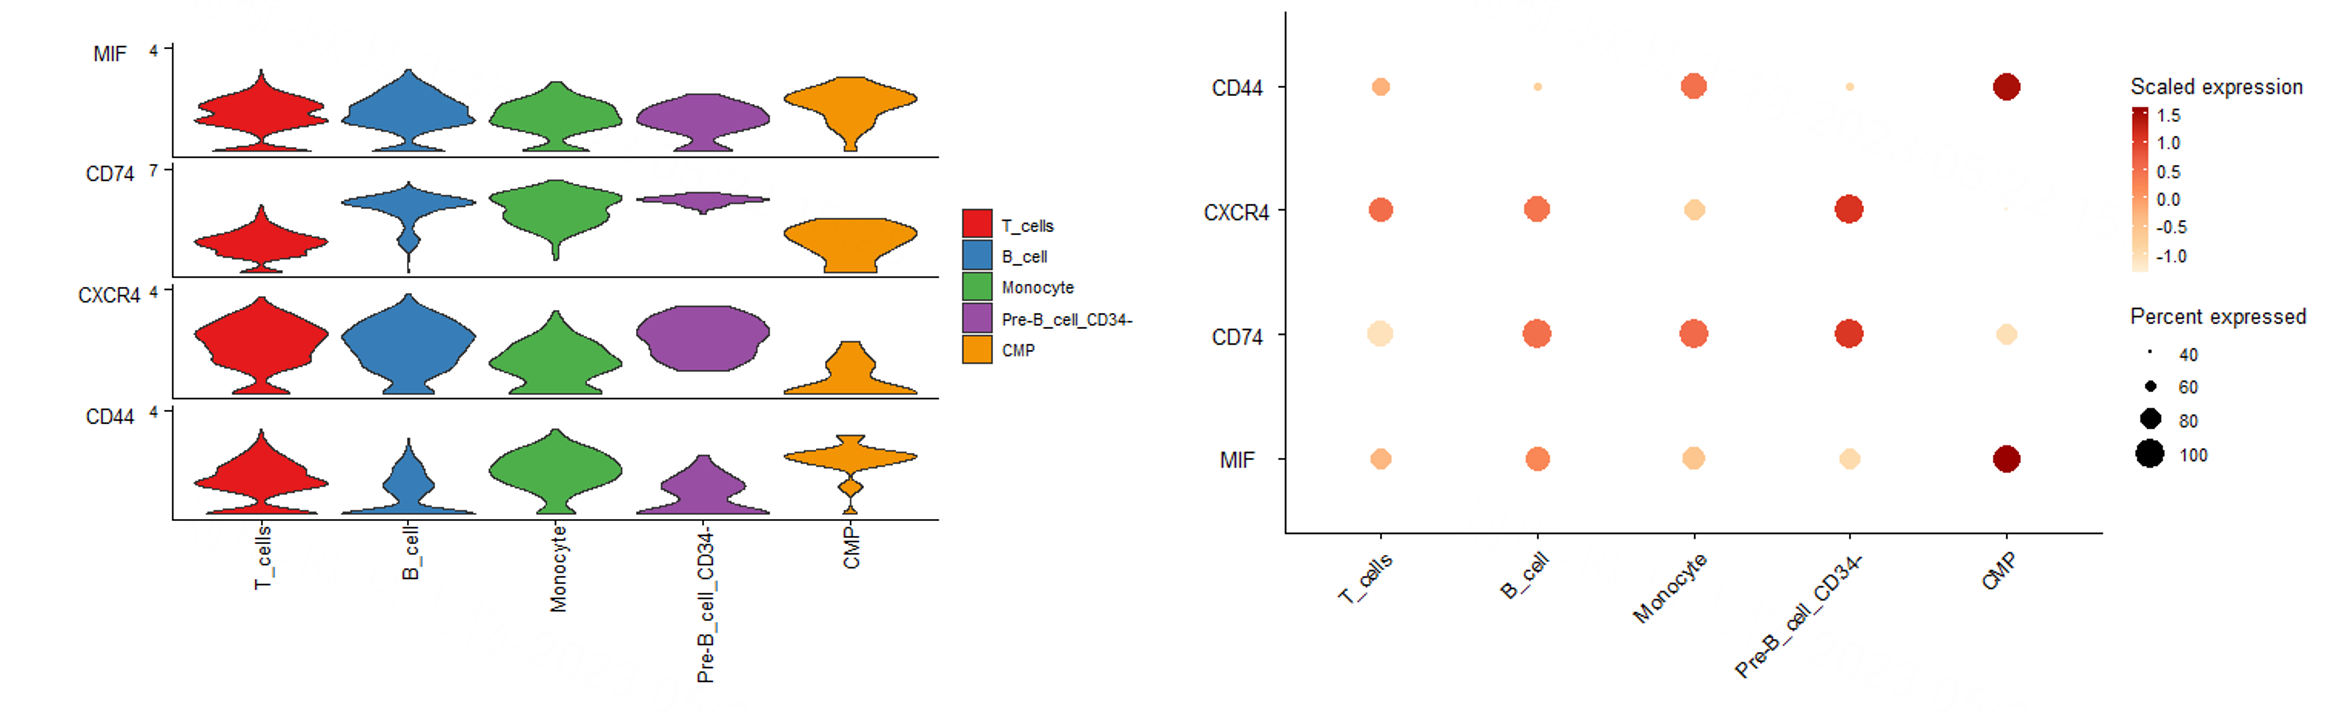 MIF 4
CD74 7
CXCR4 4
CD44 4
T_cells
B_cell
Monocyte
Pre-B_cell_CD34-
CMP
T_cells
B_cell
Monocyte
Pre-B_cell_CD34-
CMP
CD44
CXCR4
CD74
MIF
T_cells
B_cell
Monocyte
Pre-B_cell_CD34-
CMP
Scaled expression
1.5
1.0
0.5
0.0
-0.5
-1.0
Percent expressed
40
60
80
100